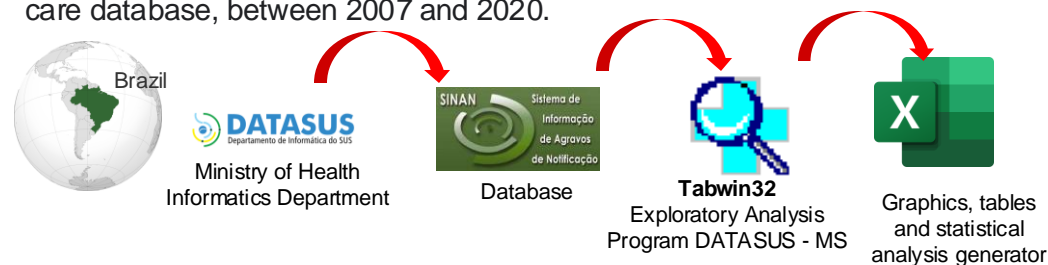 care database, between 2007 and 2020.
Brazil
DATASUS
Departamento de Informática do SUS
Ministry of Health
Informatics Department
SINAN
Sistema de
Informação
de Agravos
de Notificação
Database
Tabwin32
Exploratory Analysis
Program DATASUS - MS
X
Graphics, tables
and statistical
analysis generator